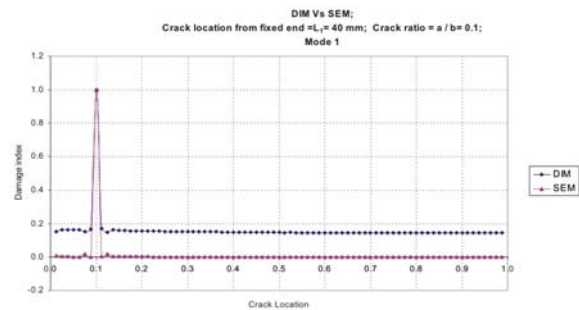 DIM Vs SEM;
Crack location from fixed end =L₁= 40 mm; Crack ratio = a / b= 0.1;
Mode 1
1.2
1.0
0.8
0.6
0.4
0.2
0.0
-0.2
Damage index
0.0 0.1 0.2 0.3 0.4 0.5 0.6 0.7 0.8 0.9 1.0
Crack Location
DIM
SEM